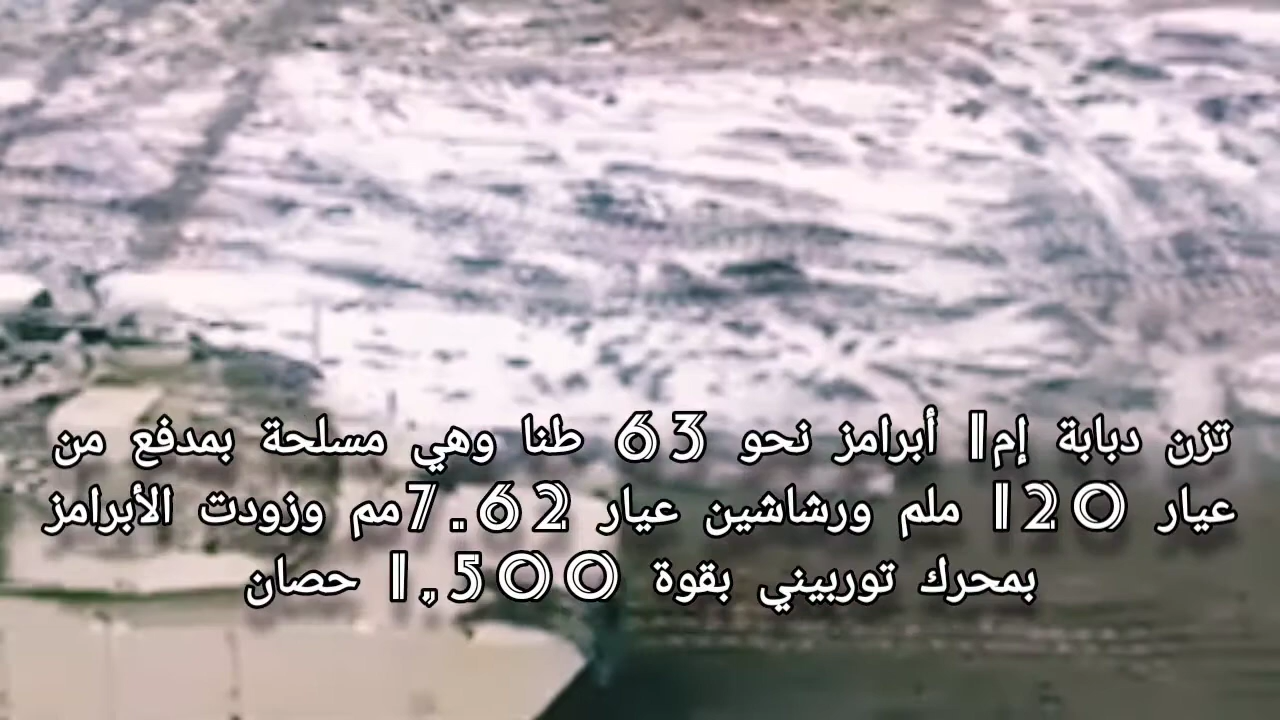 تزن دبابة إم1 أبرامز نحو 63 طنا وهي مسلحة بمدفع من
عيار 120 ملم ورشاشين عيار 7.62مم وزودت الأبرامز
بمحرك توربيني بقوة 1,500 حصان